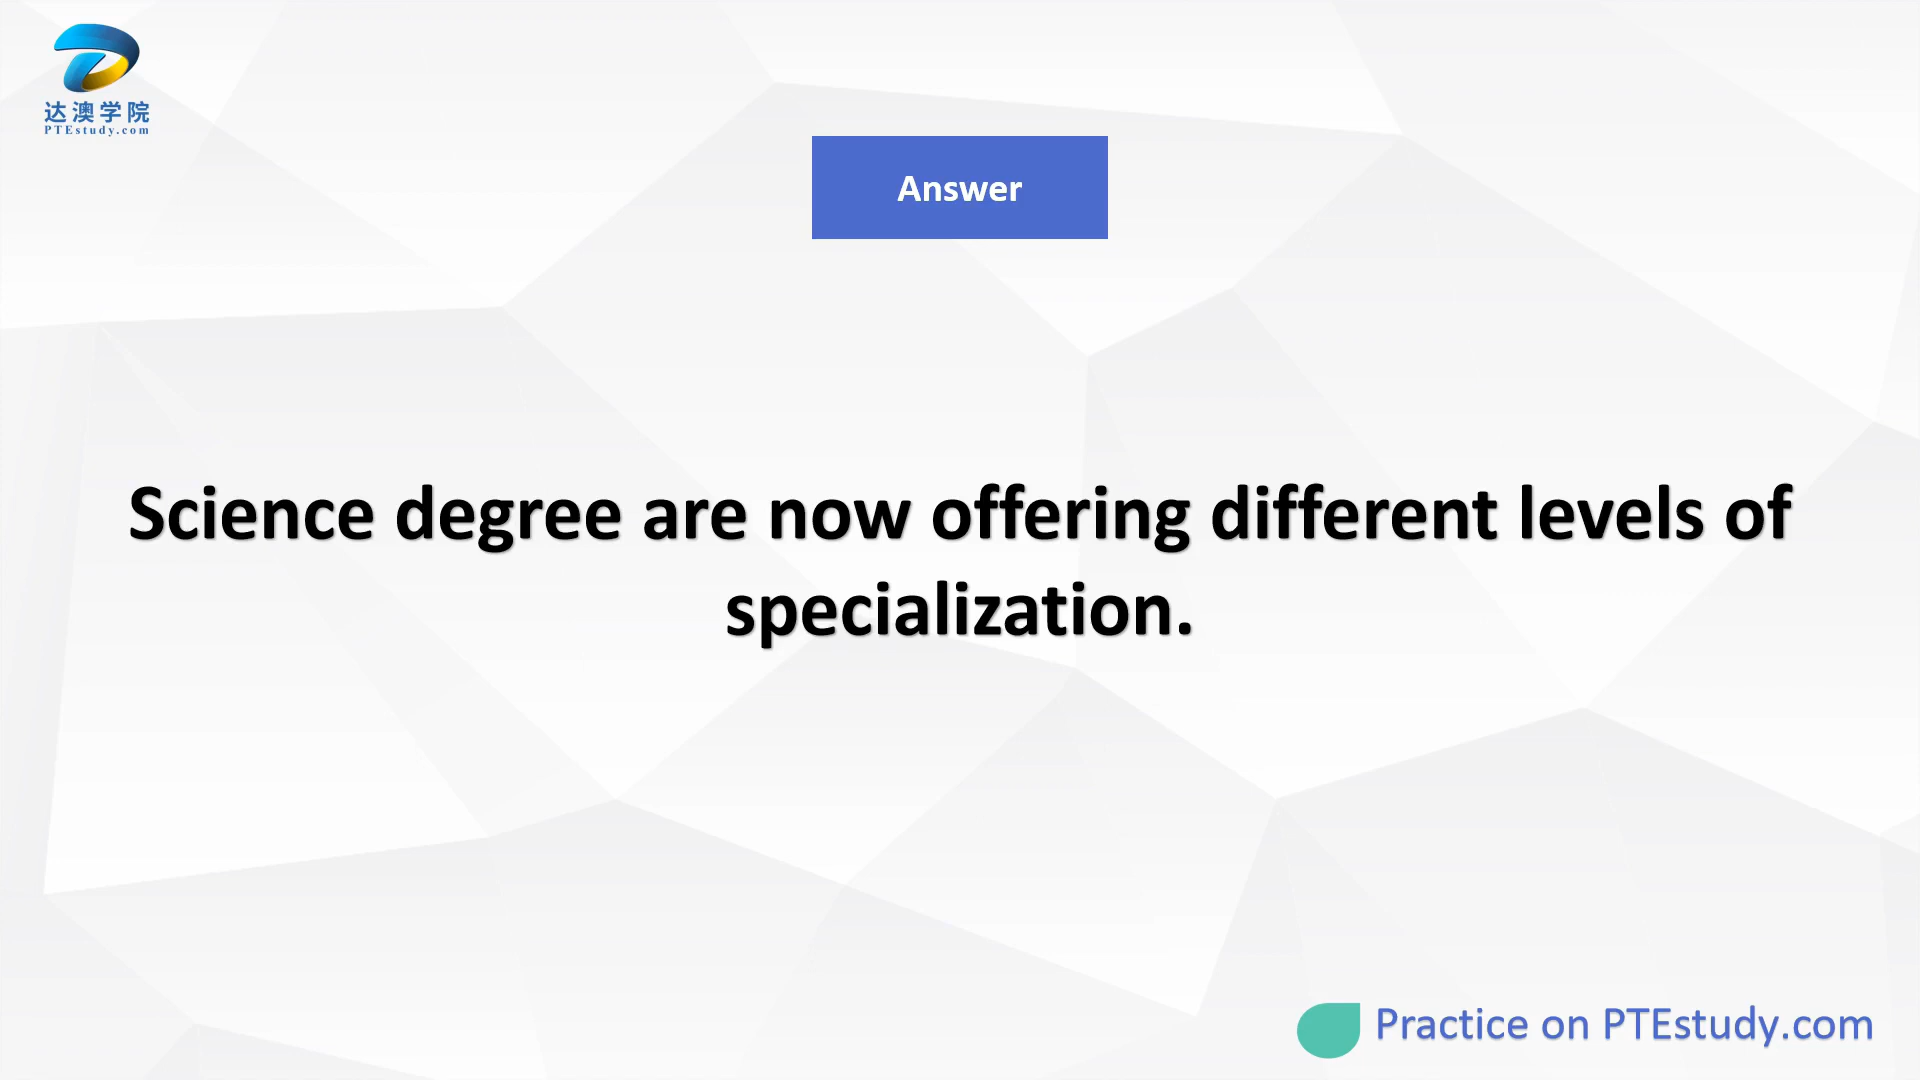 达澳学院
PTEstudy.com
Answer
Science degree are now offering different levels of
specialization.
Practice on PTEstudy.com